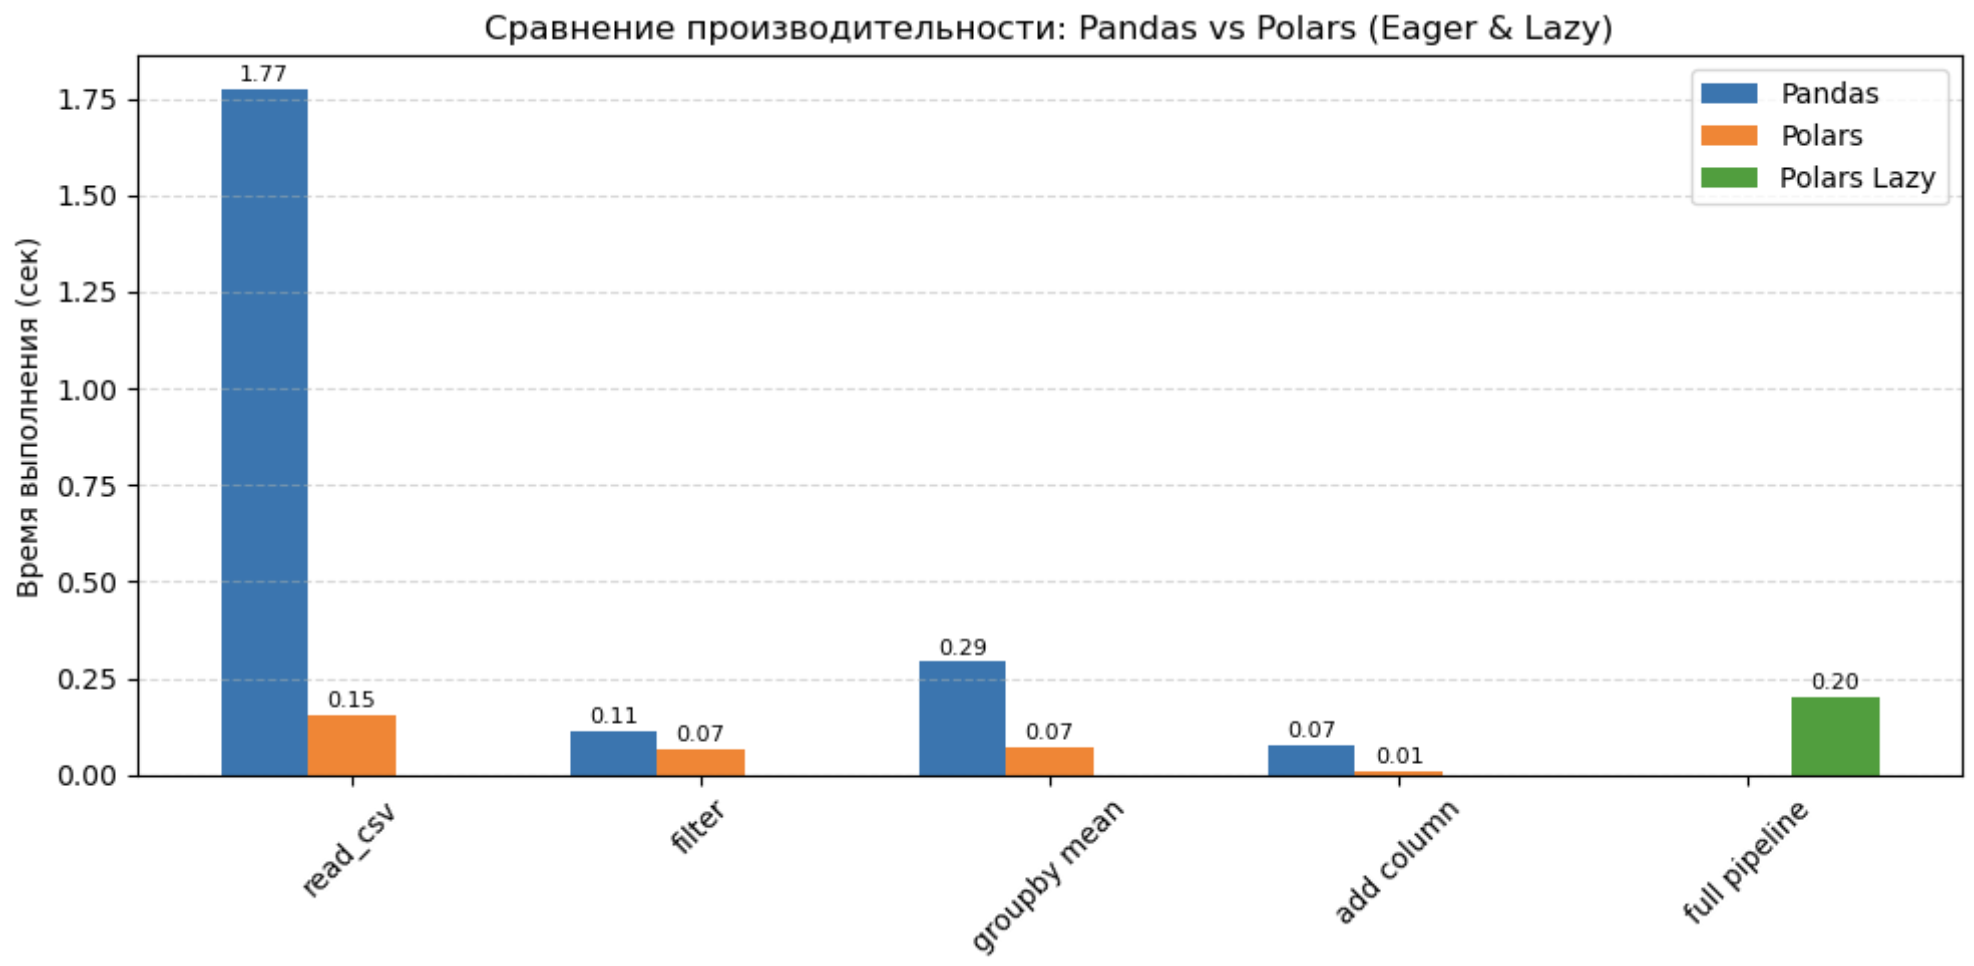 Сравнение производительности: Pandas vs Polars (Eager & Lazy)
Время выполнения (сек)
1.75
1.50
1.25
1.00
0.75
0.50
0.25
0.00
1.77
0.15
0.11
0.07
0.29
0.07
0.07
0.01
0.20
Pandas
Polars
Polars Lazy
read_csv
filter
groupby mean
add column
full pipeline